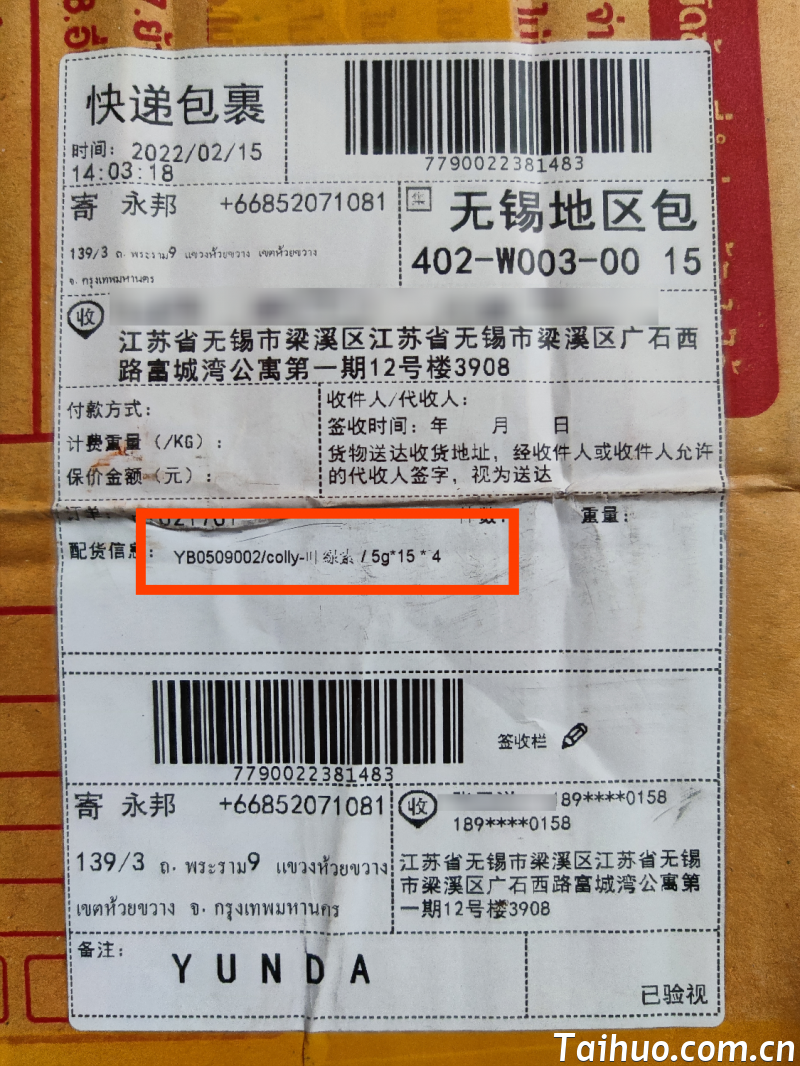 快递包裹
时间: 2022/02/15
14:03:18
7790022381483
寄 永邦 +66852071081
139/3 ถ. พระราม9 แขวงห้วยขวาง เขตห้วยขวาง
จ. กรุงเทพมหานคร
无锡地区包
402-W003-00 15
收
江苏省无锡市梁溪区江苏省无锡市梁溪区广石西
路富城湾公寓第一期12号楼3908
付款方式:
计费重量(/KG):
保价金额(元):
收件人/代收人:
签收时间: 年 月 日
货物送达收货地址, 经收件人或收件人允许
的代收人签字, 视为送达
订单: 件数: 重量:
配货信息: YB0509002/colly-叶绿素 / 5g*15 * 4
7790022381483
签收栏
寄 永邦 +66852071081
139/3 ถ. พระราม9 แขวงห้วยขวาง
เขตห้วยขวาง จ. กรุงเทพมหานคร
收 189****0158
189****0158
江苏省无锡市梁溪区江苏省无锡
市梁溪区广石西路富城湾公寓第
一期12号楼3908
备注:
YUNDA
已验视
Taihuo.com.cn